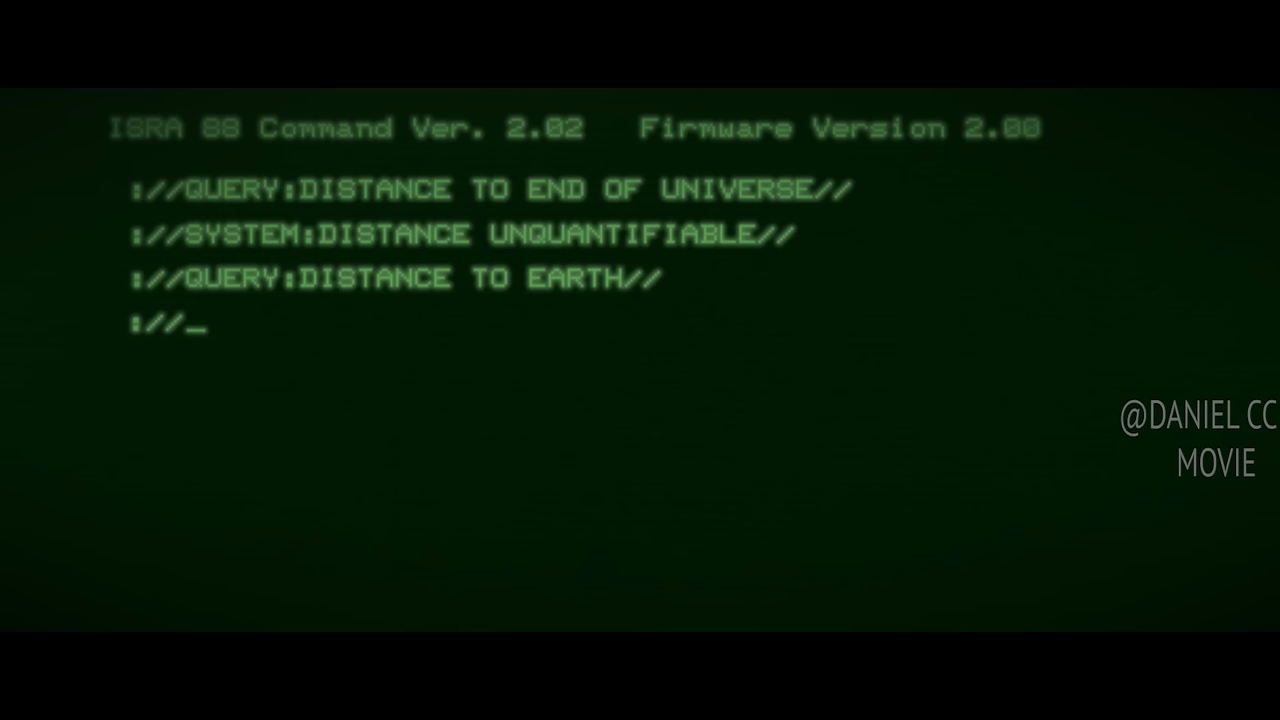 ISRA 88 Command Ver. 2.02 Firmware Version 2.00
://QUERY:DISTANCE TO END OF UNIVERSE//
://SYSTEM:DISTANCE UNQUANTIFIABLE//
://QUERY:DISTANCE TO EARTH//
://_
@DANIEL CC
MOVIE